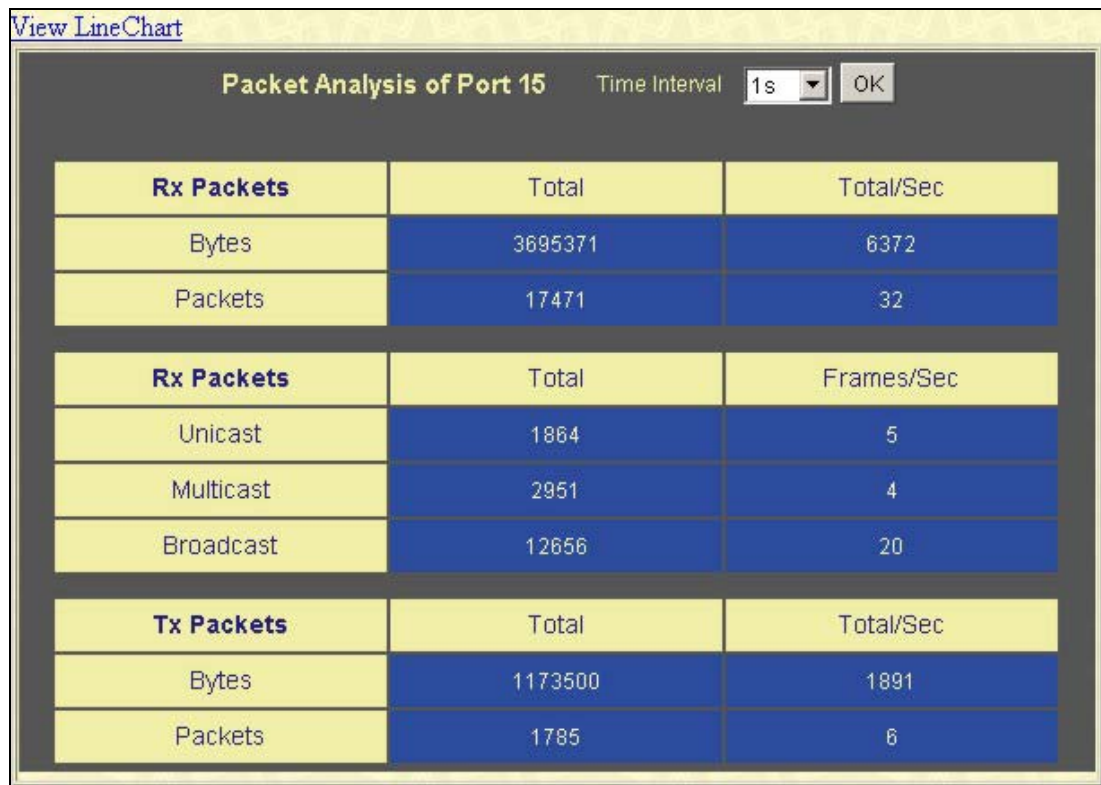 View LineChart
Packet Analysis of Port 15 Time Interval 1s OK
Rx Packets Total Total/Sec
Bytes 3695371 6372
Packets 17471 32
Rx Packets Total Frames/Sec
Unicast 1864 5
Multicast 2951 4
Broadcast 12656 20
Tx Packets Total Total/Sec
Bytes 1173500 1891
Packets 1785 6